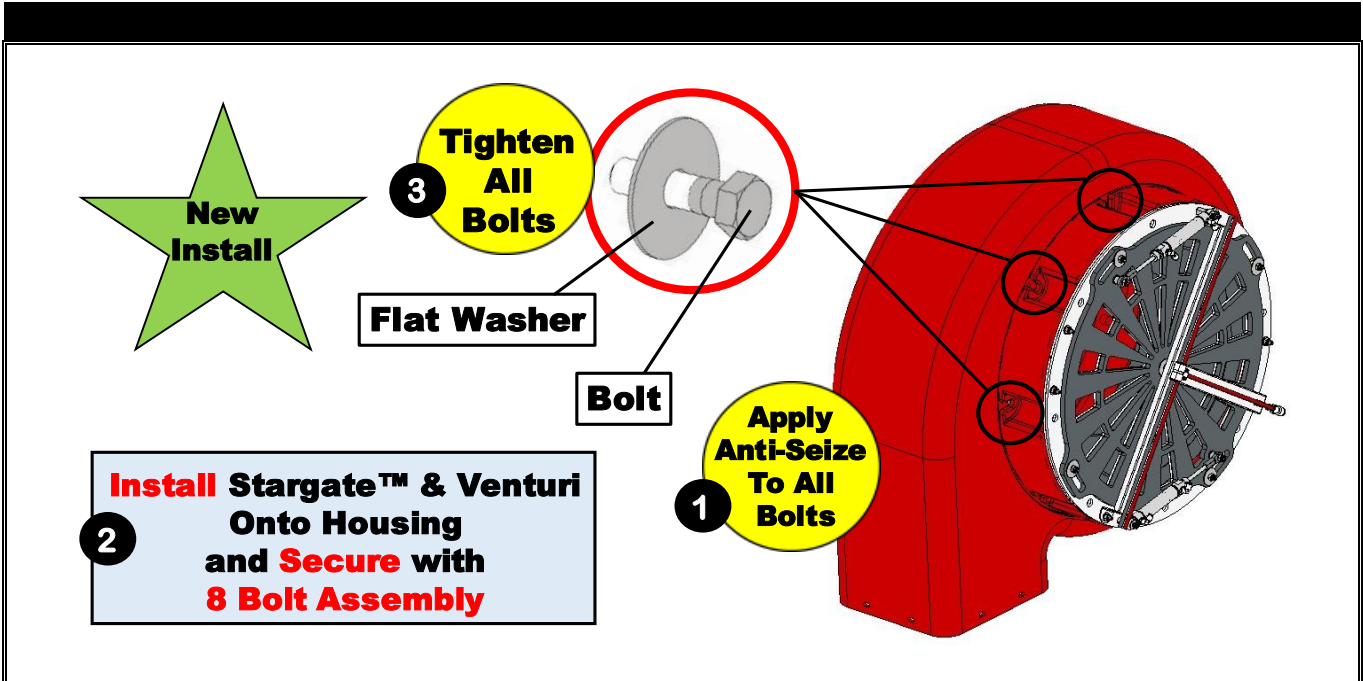 New
Install
3
Tighten
All
Bolts
Flat Washer
Bolt
1
Apply
Anti-Seize
To All
Bolts
2
Install Stargate™ & Venturi
Onto Housing
and Secure with
8 Bolt Assembly